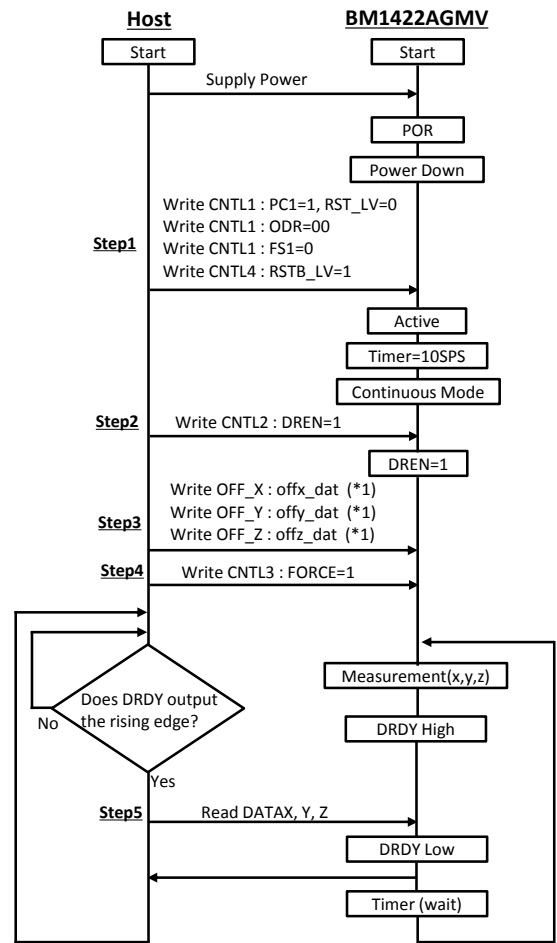 Host
BM1422AGMV
Start
Start
Supply Power
POR
Power Down
Write CNTL1 : PC1=1, RST_LV=0
Write CNTL1 : ODR=00
Step1
Write CNTL1 : FS1=0
Write CNTL4 : RSTB_LV=1
Active
Timer=10SPS
Continuous Mode
Step2
Write CNTL2 : DREN=1
DREN=1
Write OFF_X : offx_dat (*1)
Write OFF_Y : offy_dat (*1)
Step3
Write OFF_Z : offz_dat (*1)
Step4
Write CNTL3 : FORCE=1
Measurement(x,y,z)
Does DRDY output
the rising edge?
No
DRDY High
Yes
Step5
Read DATAX, Y, Z
DRDY Low
Timer (wait)